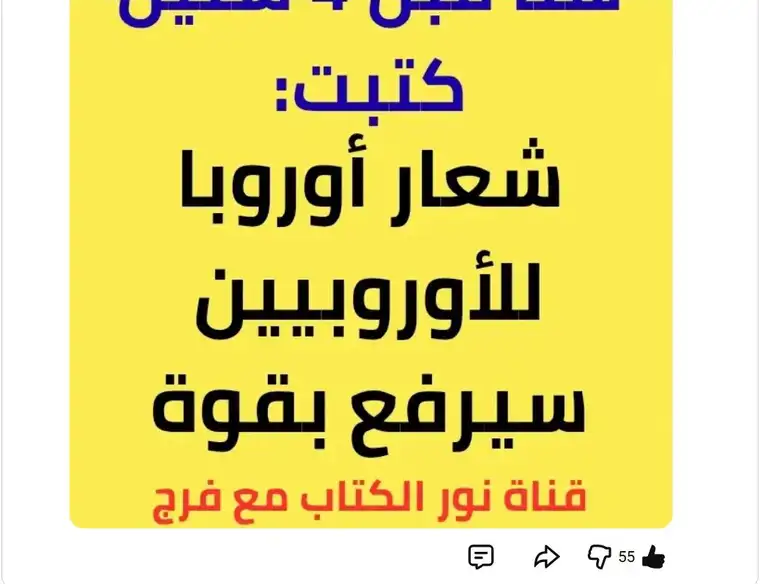 كتبت:
شعار أوروبا
للأوروبيين
سيرفع بقوة
قناة نور الكتاب مع فرج
55